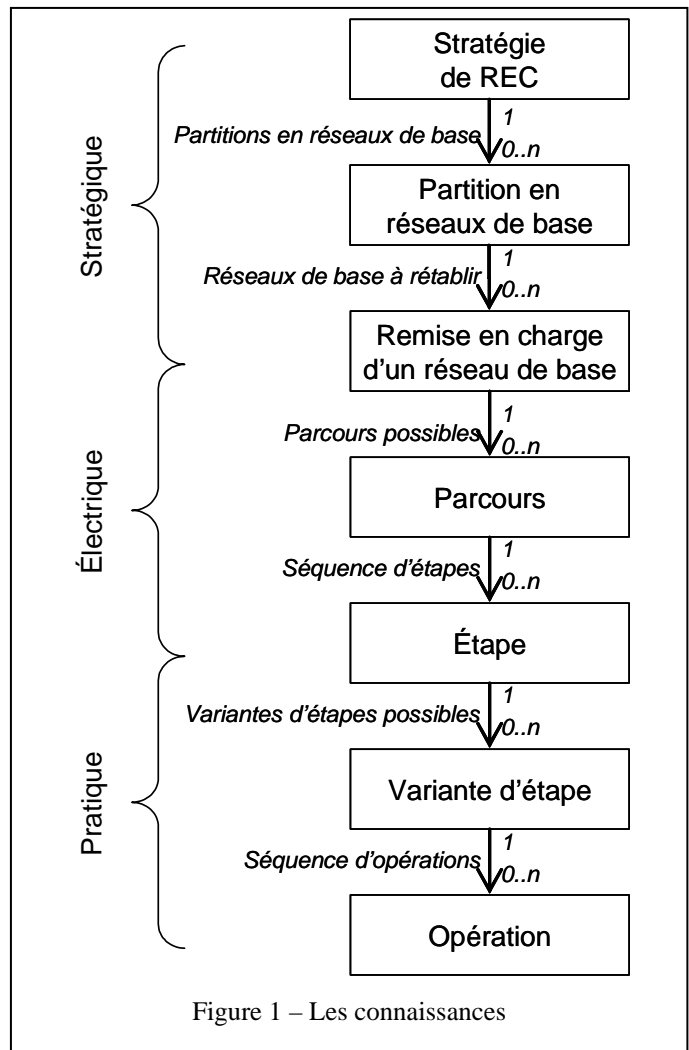 Stratégie
de REC
1
Partitions en réseaux de base
0..n
Partition en
réseaux de base
1
Réseaux de base à rétablir
0..n
Remise en charge
d'un réseau de base
1
Parcours possibles
0..n
Parcours
1
Séquence d'étapes
0..n
Étape
1
Variantes d'étapes possibles
0..n
Variante d'étape
1
Séquence d'opérations
0..n
Opération
Stratégique
Électrique
Pratique
Figure 1 – Les connaissances